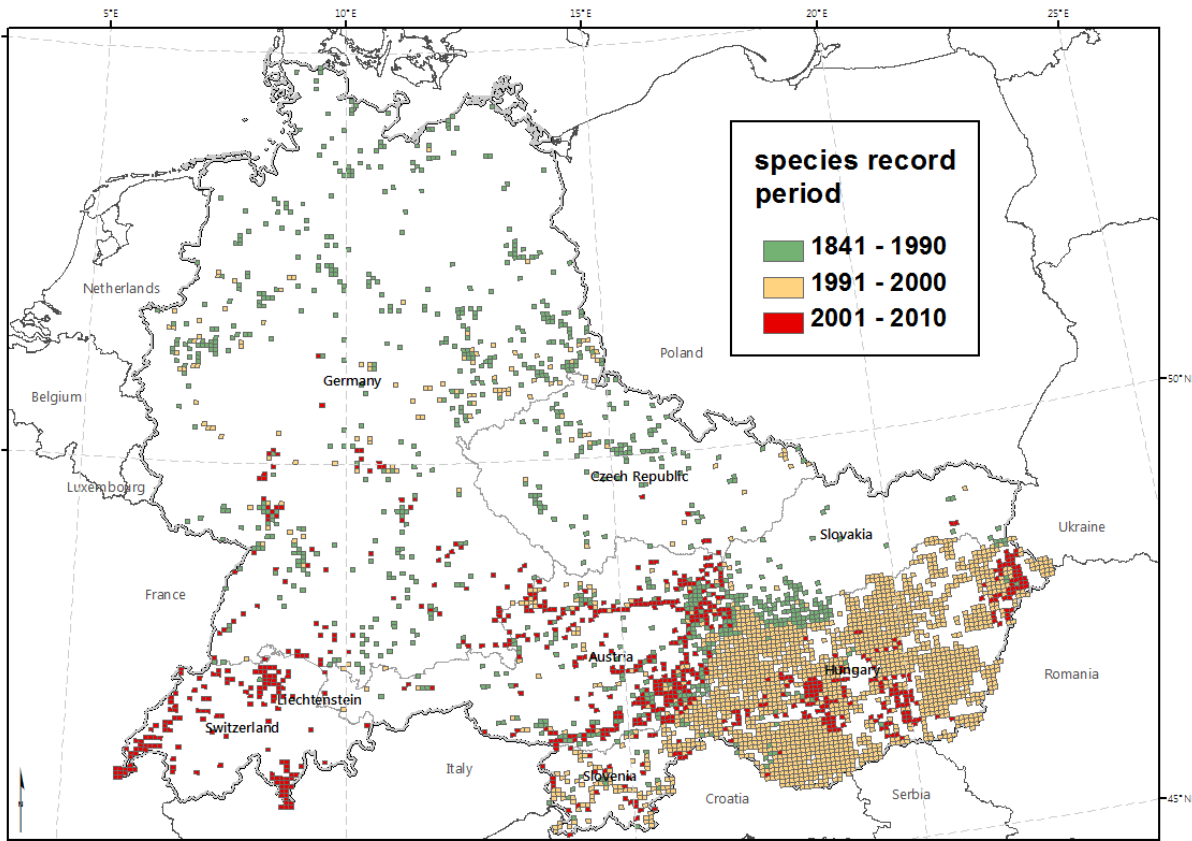 5°E 10°E 15°E 20°E 25°E
species record
period
1841 - 1990
1991 - 2000
2001 - 2010
Netherlands
Poland
Germany
50°N
Belgium
Czech Republic
Luxembourg
Slovakia
Ukraine
France
Austria
Hungary
Romania
Liechtenstein
Switzerland
Italy
Slovenia
Croatia
Serbia
45°N